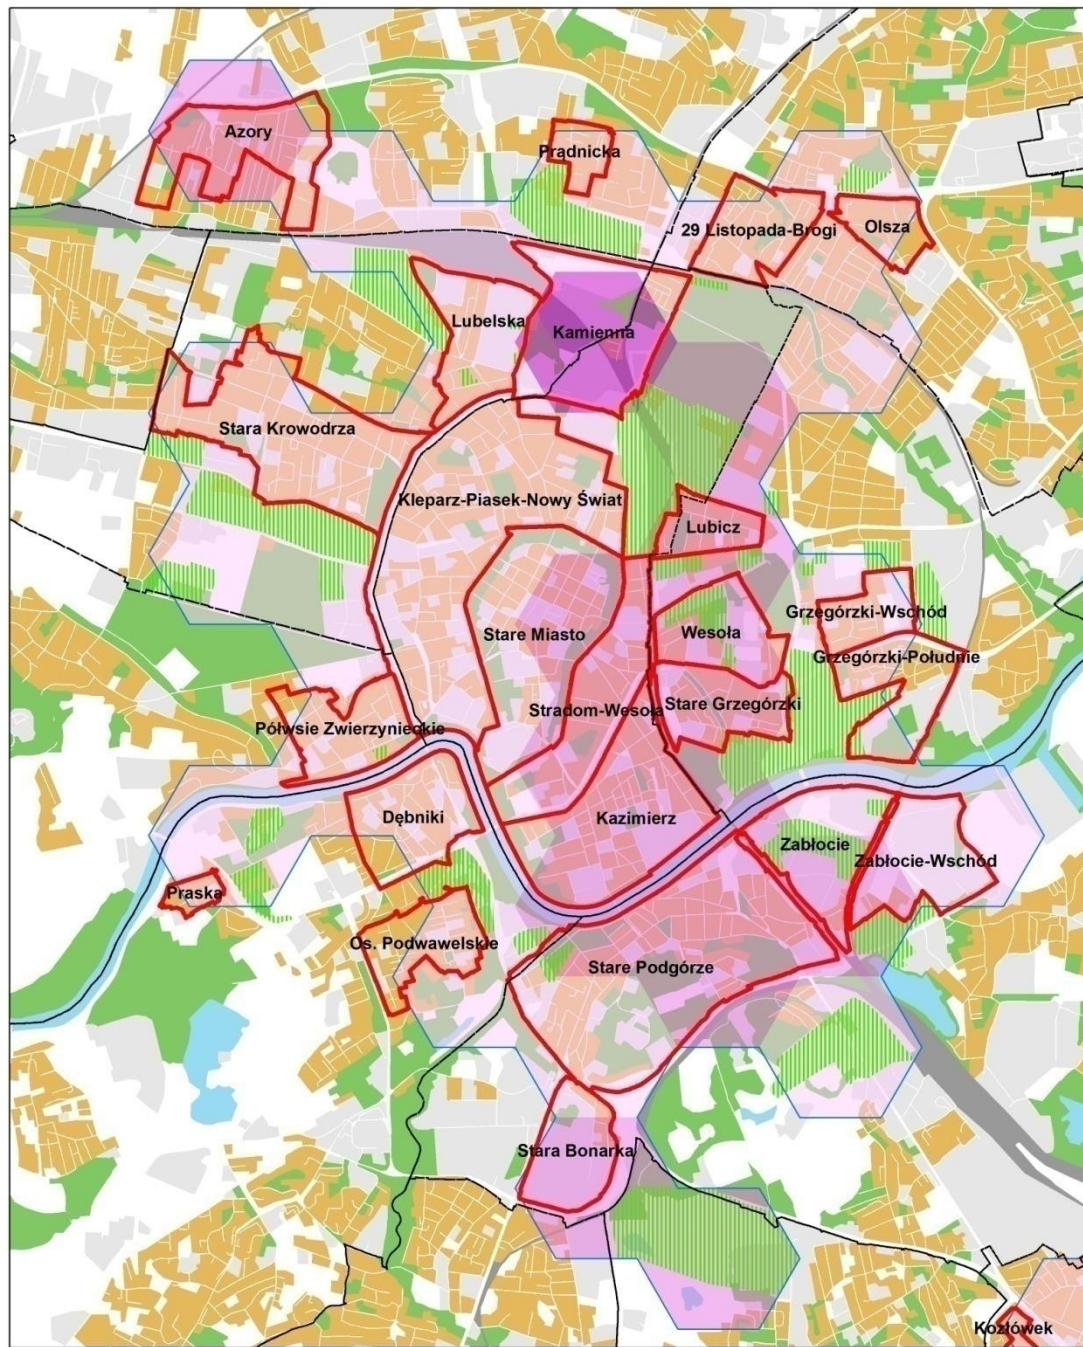 Azory
Prądnicka
29 Listopada-Brogi
Olsza
Lubelska
Kamienna
Stara Krowodrza
Kleparz-Piasek-Nowy Świat
Lubicz
Stare Miasto
Wesoła
Grzegórzki-Wschód
Grzegórzki-Południe
Stradom-Wesoła
Stare Grzegórzki
Półwsie Zwierzynieckie
Dębniki
Kazimierz
Zabłocie
Zabłocie-Wschód
Praska
Os. Podwawelskie
Stare Podgórze
Stara Bonarka
Kozłówek